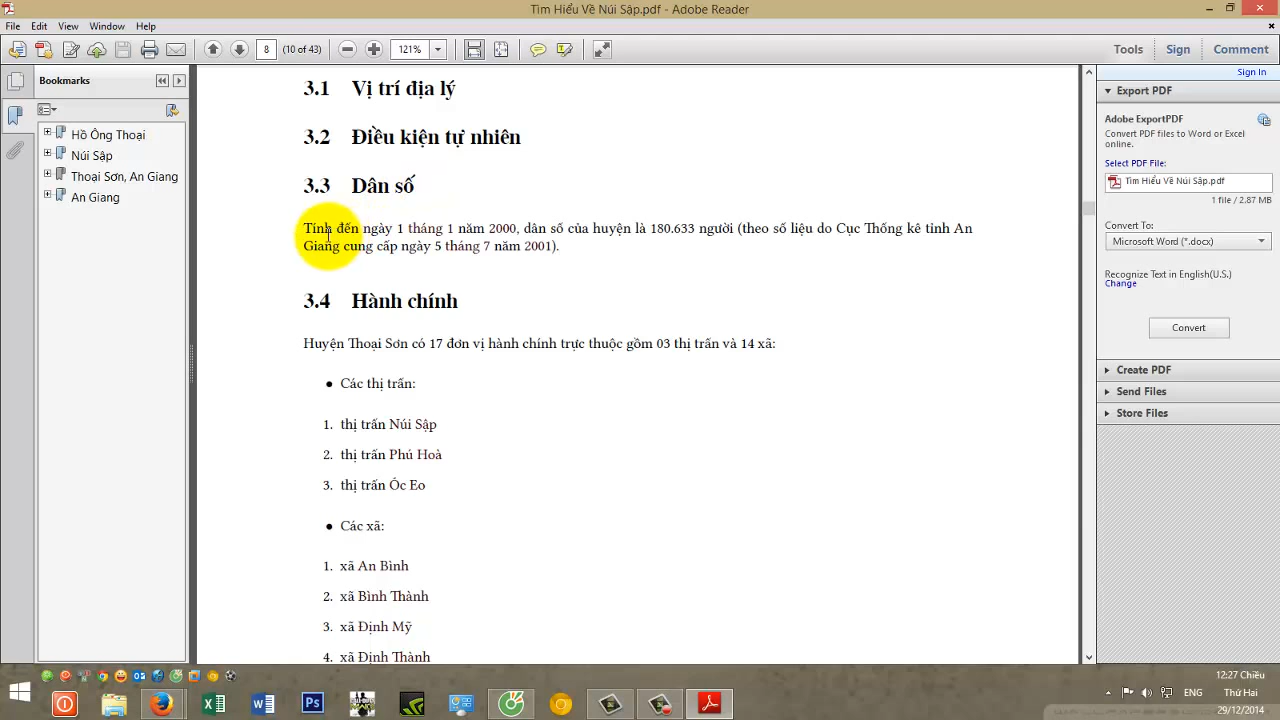 Tìm Hiểu Về Núi Sập.pdf - Adobe Reader
File Edit View Window Help
8 (10 of 43) 121% Tools Sign Comment
Sign In
Bookmarks
Hồ Ông Thoại
Núi Sập
Thoại Sơn, An Giang
An Giang
3.1 Vị trí địa lý
3.2 Điều kiện tự nhiên
3.3 Dân số
Tính đến ngày 1 tháng 1 năm 2000, dân số của huyện là 180.633 người (theo số liệu do Cục Thống kê tỉnh An
Giang cung cấp ngày 5 tháng 7 năm 2001).
3.4 Hành chính
Huyện Thoại Sơn có 17 đơn vị hành chính trực thuộc gồm 03 thị trấn và 14 xã:
• Các thị trấn:
1. thị trấn Núi Sập
2. thị trấn Phú Hoà
3. thị trấn Óc Eo
• Các xã:
1. xã An Bình
2. xã Bình Thành
3. xã Định Mỹ
4. xã Định Thành
Export PDF
Adobe ExportPDF
Convert PDF files to Word or Excel
online.
Select PDF File:
Tìm Hiểu Về Núi Sập.pdf
1 file / 2.87 MB
Convert To:
Microsoft Word (*.docx)
Recognize Text in English(U.S.)
Change
Convert
Create PDF
Send Files
Store Files
ENG
12:27 Chiều
Thứ Hai
29/12/2014